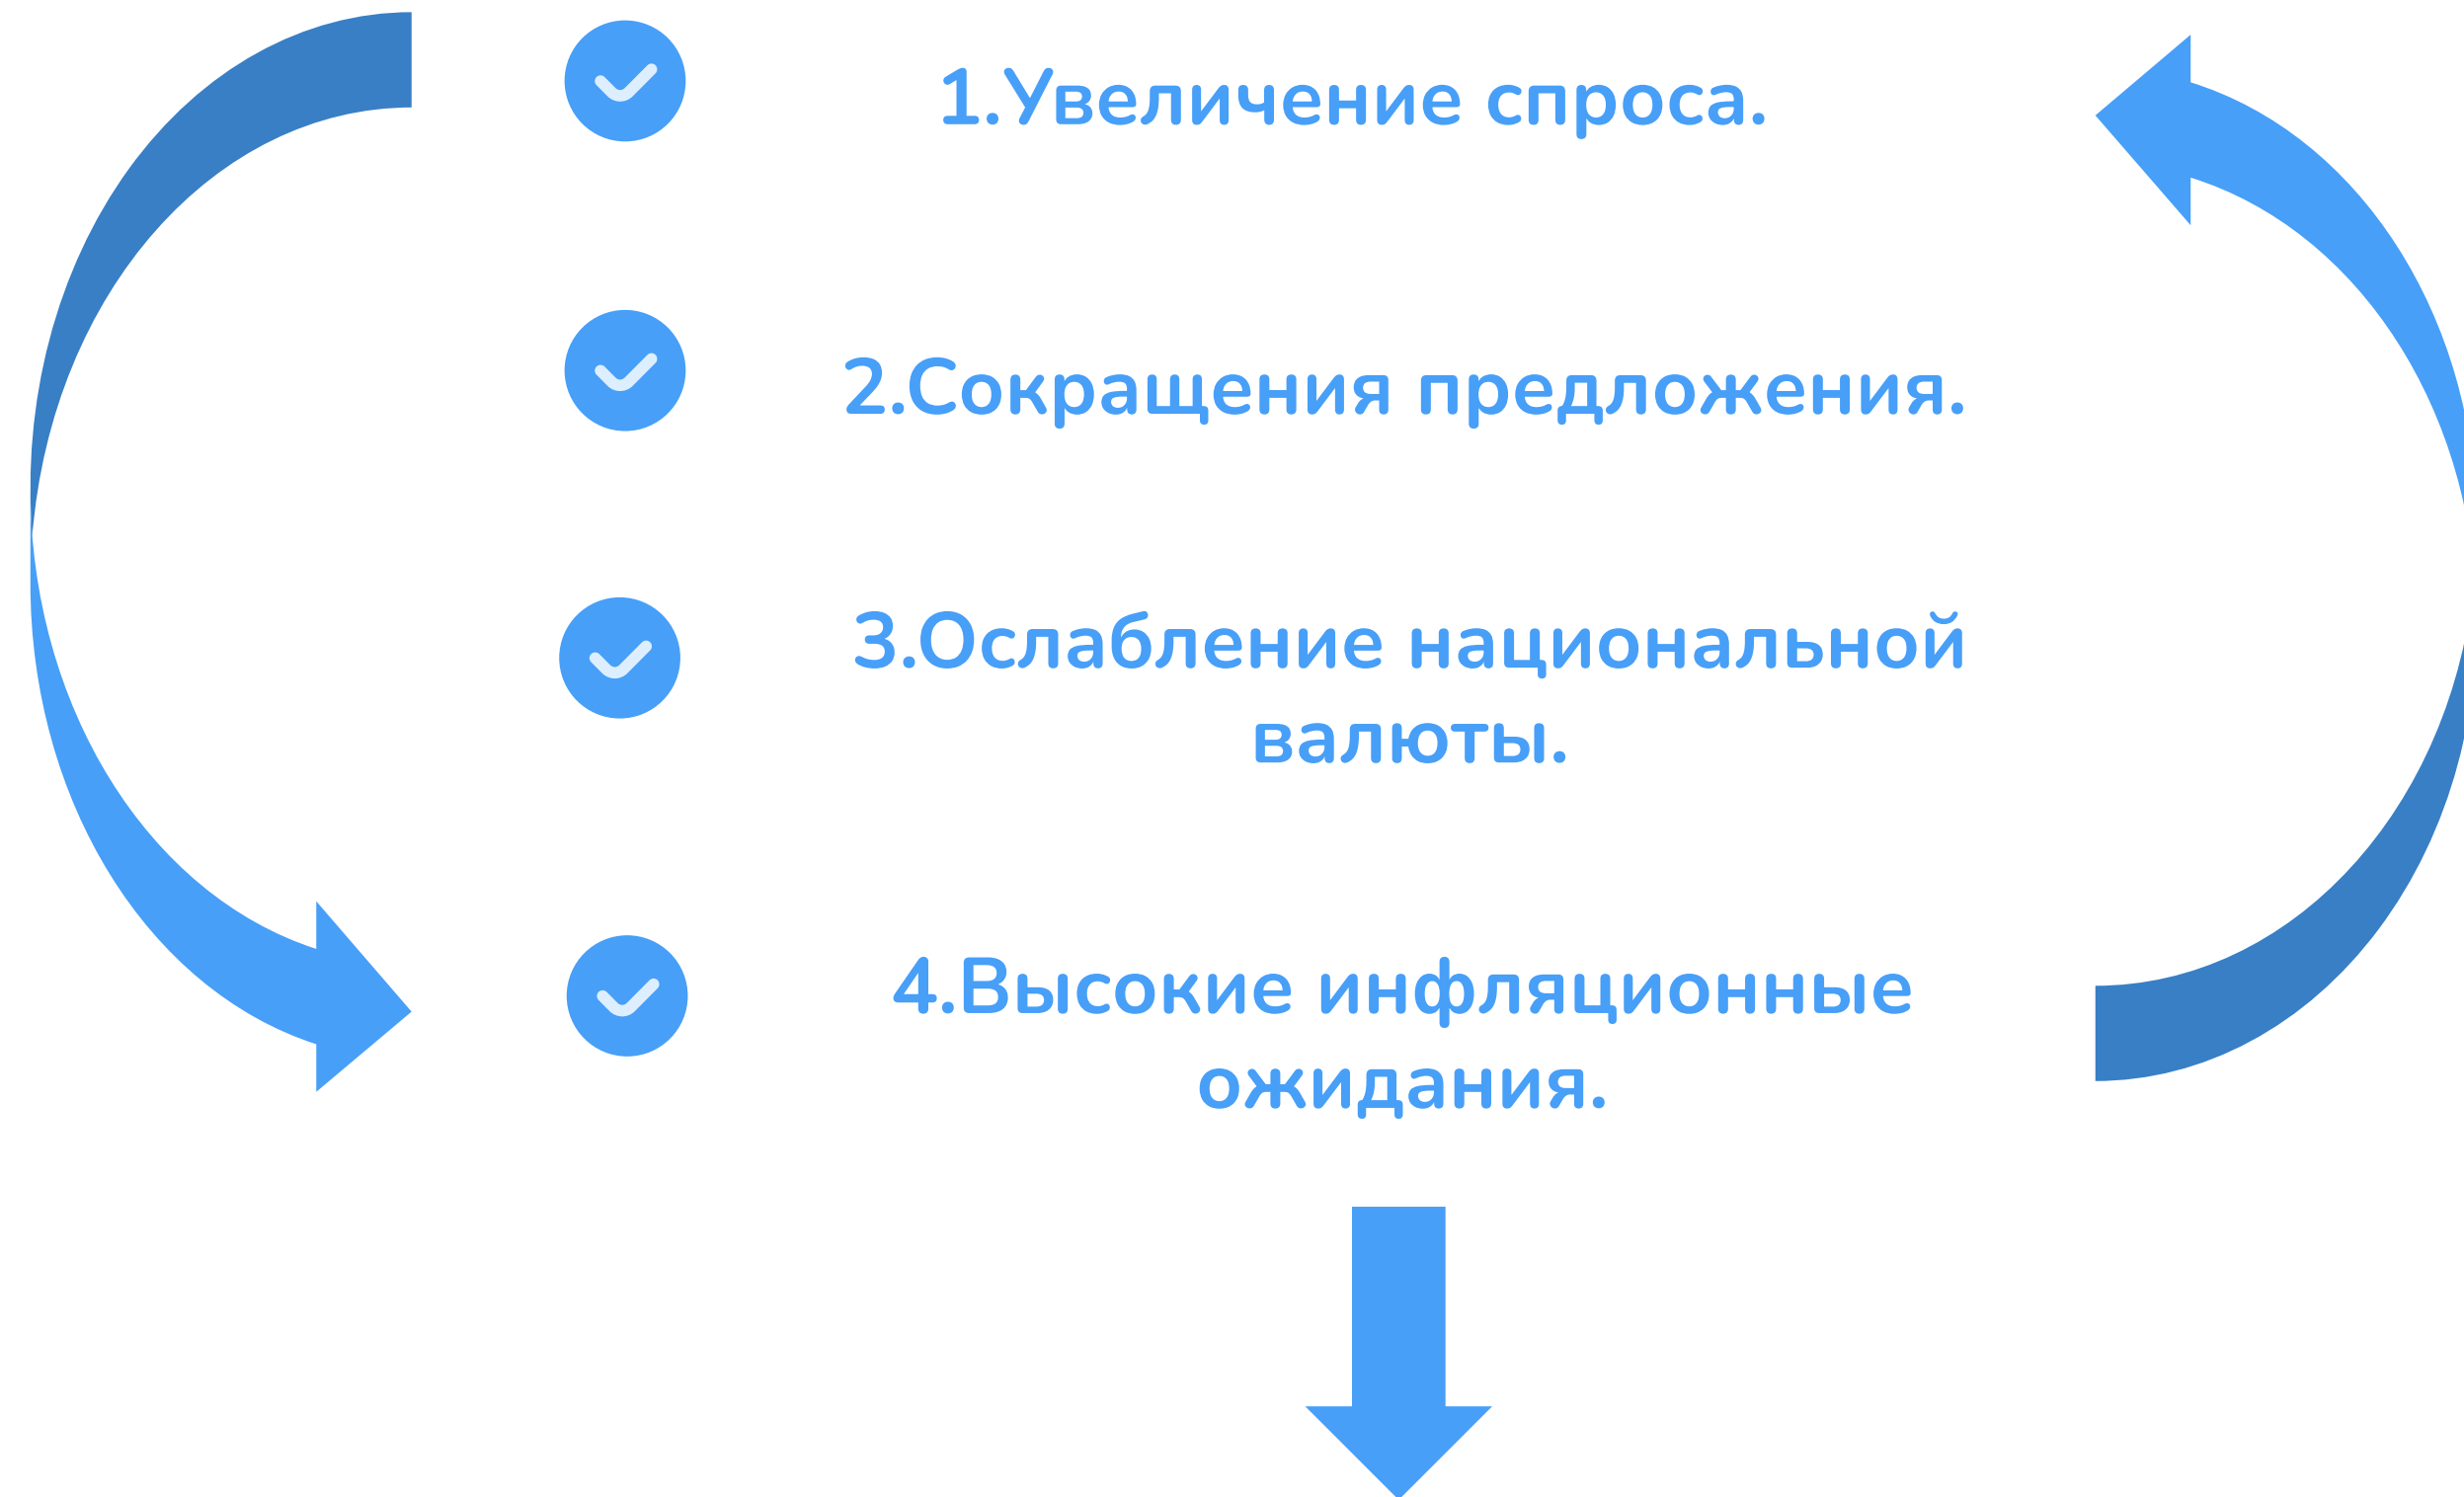 1.Увеличение спроса.
2.Сокращения предложения.
3.Ослабление национальной
валюты.
4.Высокие инфляционные
ожидания.